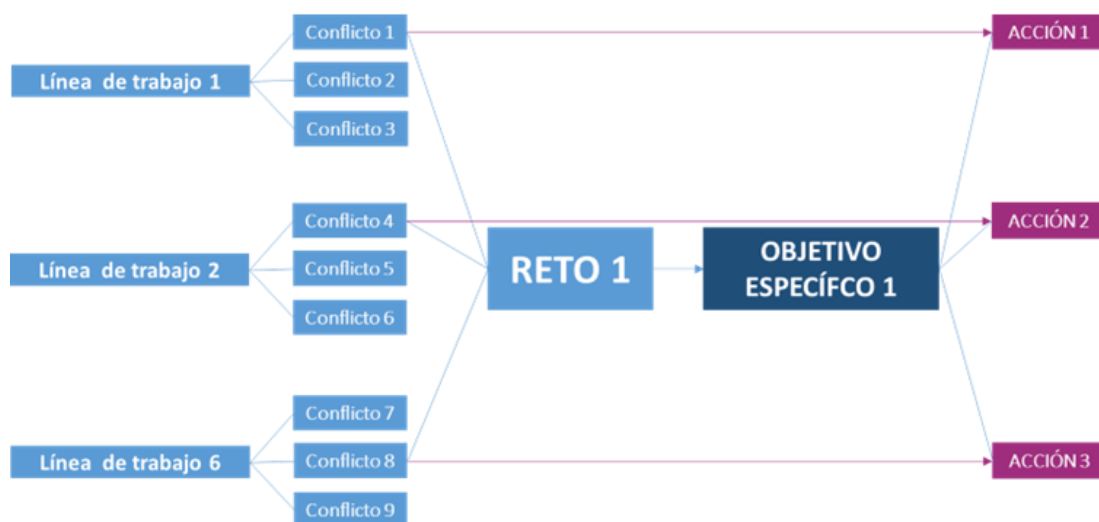 Línea de trabajo 1
Conflicto 1
Conflicto 2
Conflicto 3
ACCIÓN 1
Línea de trabajo 2
Conflicto 4
Conflicto 5
Conflicto 6
RETO 1
OBJETIVO
ESPECÍFCO 1
ACCIÓN 2
Línea de trabajo 6
Conflicto 7
Conflicto 8
Conflicto 9
ACCIÓN 3